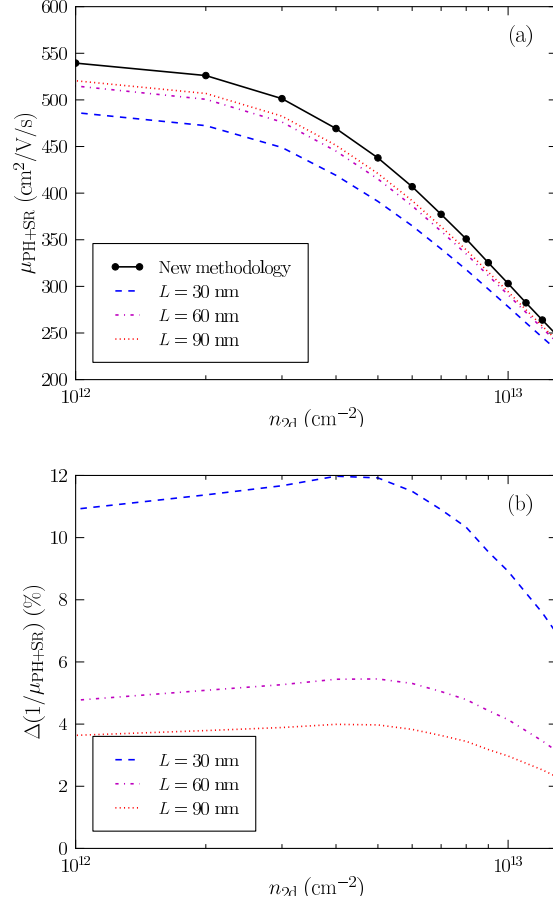 600
(a)
550
500
450
400
350
300
250
200
μPH+SR (cm²/V/s)
New methodology
L = 30 nm
L = 60 nm
L = 90 nm
10¹²
10¹³
n2d (cm⁻²)
12
(b)
10
8
6
4
2
0
Δ(1/μPH+SR) (%)
L = 30 nm
L = 60 nm
L = 90 nm
10¹²
10¹³
n2d (cm⁻²)